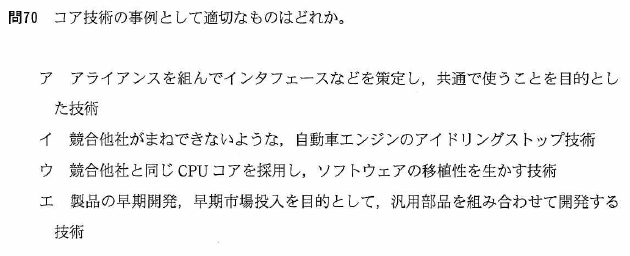 問70 コア技術の事例として適切なものはどれか。
ア アライアンスを組んでインタフェースなどを策定し，共通で使うことを目的とし
た技術
イ 競合他社がまねできないような，自動車エンジンのアイドリングストップ技術
ウ 競合他社と同じCPUコアを採用し，ソフトウェアの移植性を生かす技術
エ 製品の早期開発，早期市場投入を目的として，汎用部品を組み合わせて開発する
技術